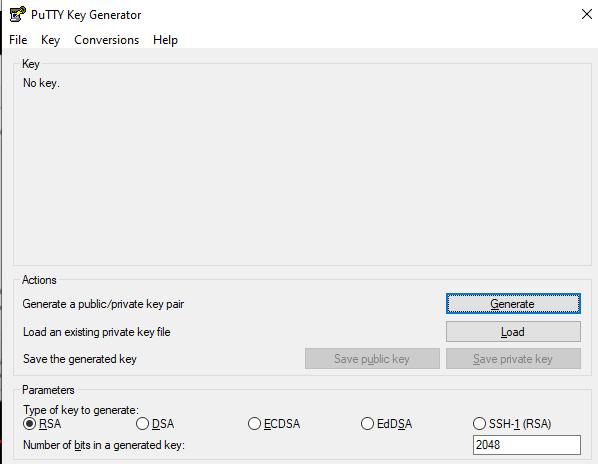 PuTTY Key Generator
File Key Conversions Help
Key
No key.
Actions
Generate a public/private key pair
Generate
Load an existing private key file
Load
Save the generated key
Save public key
Save private key
Parameters
Type of key to generate:
RSA
DSA
ECDSA
EdDSA
SSH-1 (RSA)
Number of bits in a generated key:
2048